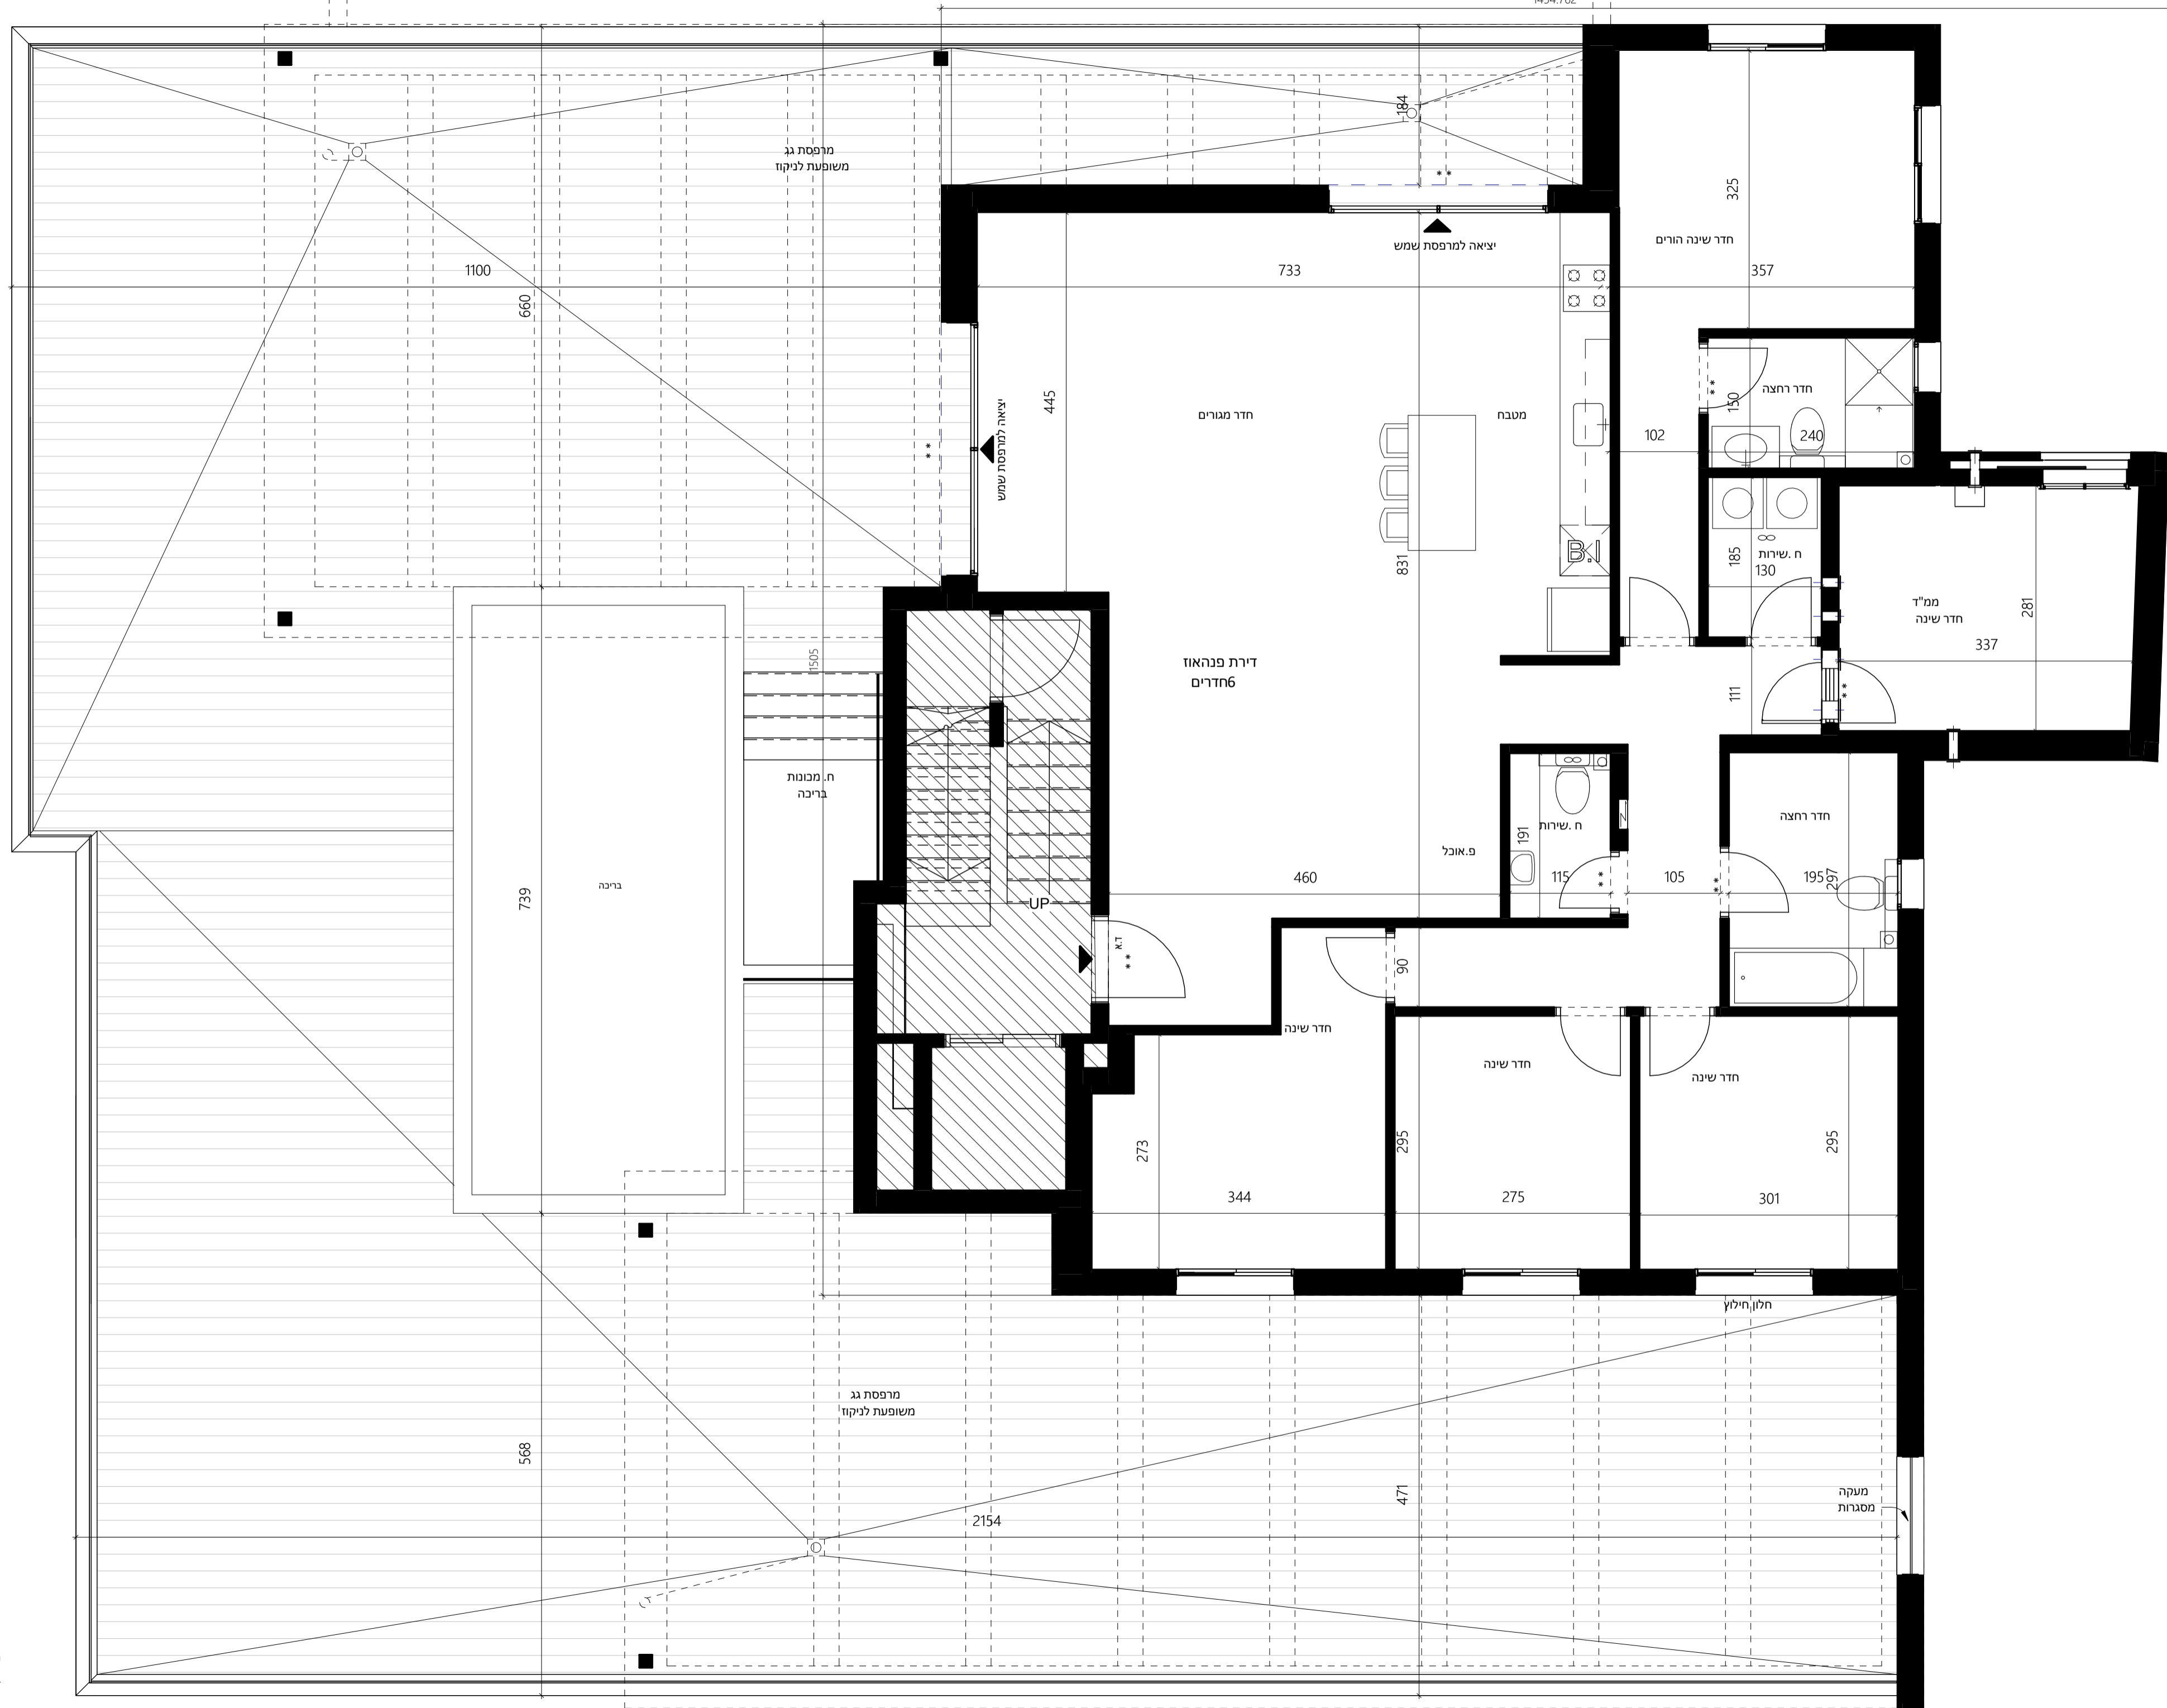 1494.762
184
מרפסת גג
משופעת לניקוז
**
יציאה למרפסת שמש
325
חדר שינה הורים
1100
733
357
660
445
יציאה למרפסת שמש
**
חדר מגורים
מטבח
חדר רחצה
**
150
240
102
B.I
831
185
ח .שירות
130
ממ"ד
חדר שינה
281
337
דירת פנהאוז
6חדרים
1505
111
**
ח. מכונות
בריכה
בריכה
739
UP
ד.א
**
460
פ.אוכל
191
ח .שירות
115
**
105
**
חדר רחצה
195
297
90
חדר שינה
חדר שינה
חדר שינה
273
295
295
344
275
301
חלון חילוץ
מרפסת גג
משופעת לניקוז
568
471
2154
מעקה
מסגרות